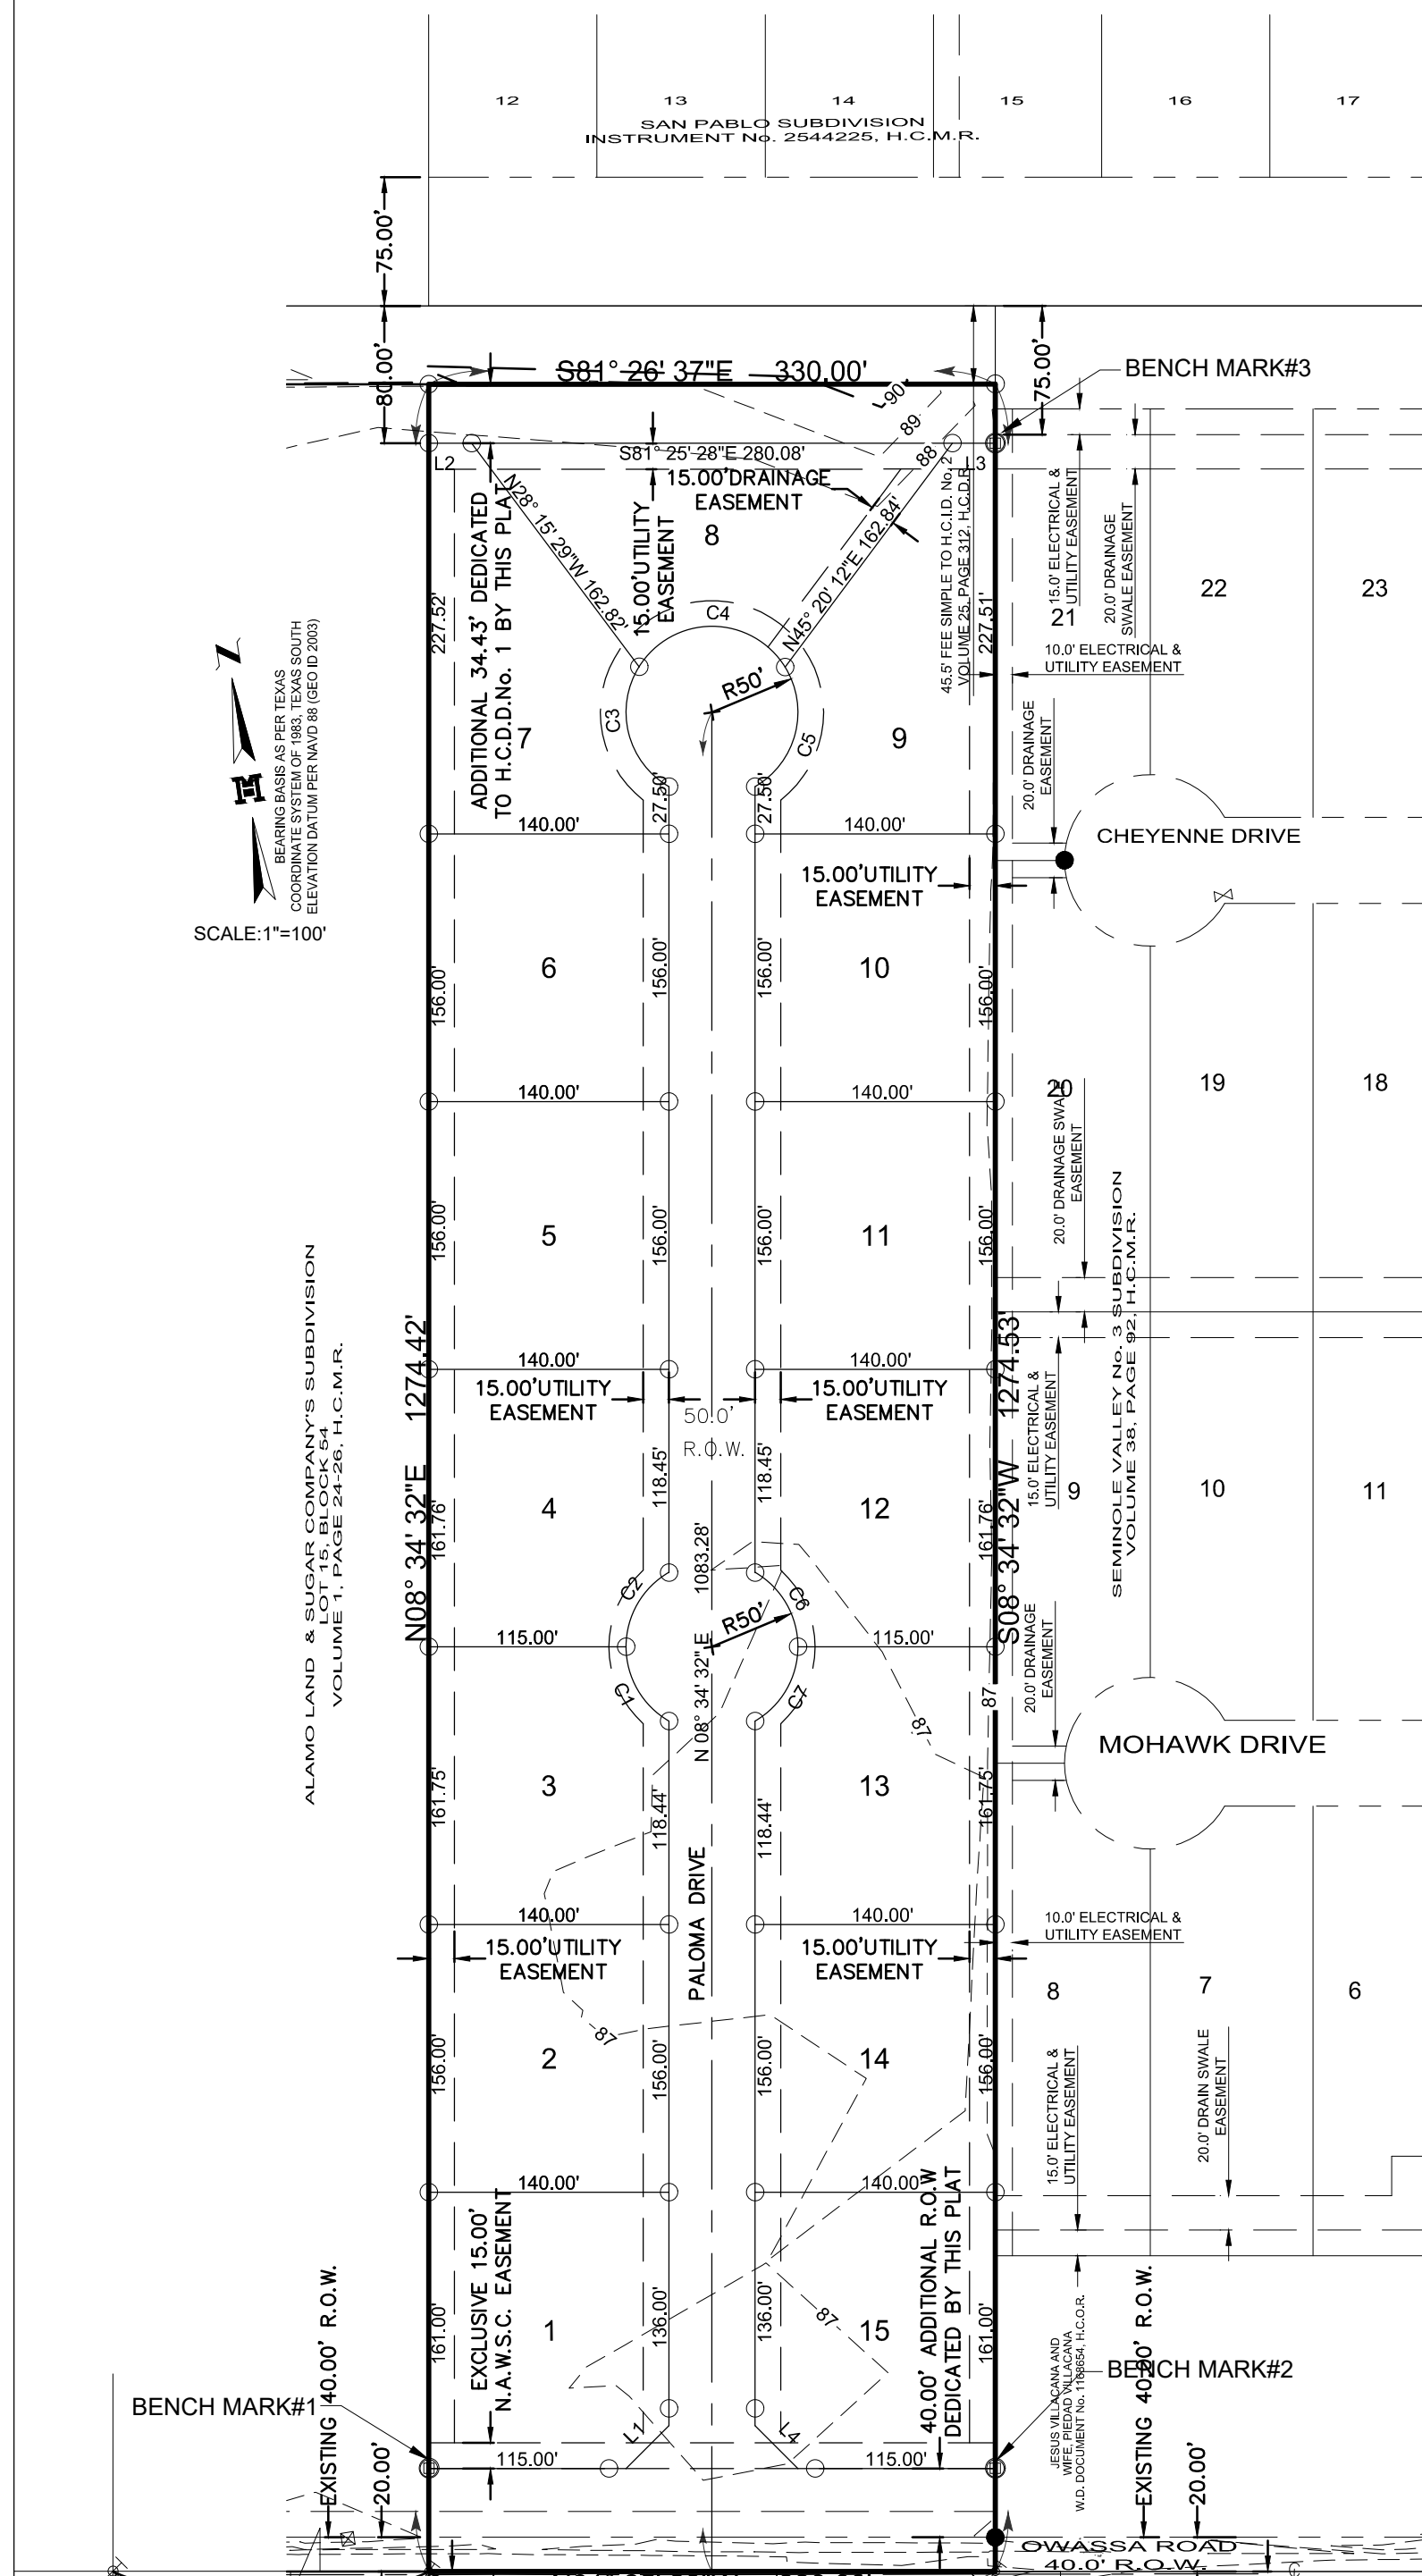 12
13
14
15
16
17
SAN PABLO SUBDIVISION
INSTRUMENT No. 2544225, H.C.M.R.
75.00'
80.00'
S81° 26' 37"E 330.00'
75.00'
BENCH MARK#3
90
89
88
L2
S81° 25' 28"E 280.08'
L3
15.00'DRAINAGE
EASEMENT
8
15.00'UTILITY
EASEMENT
N28° 15' 29"W 162.82'
N45° 20' 12"E 162.84'
ADDITIONAL 34.43' DEDICATED
TO H.C.D.D.No. 1 BY THIS PLAT
45.5' FEE SIMPLE TO H.C.I.D. No. 2
VOLUME 25, PAGE 312, H.C.D.R.
227.52'
227.51'
15.0' ELECTRICAL &
UTILITY EASEMENT
20.0' DRAINAGE
SWALE EASEMENT
21
22
23
10.0' ELECTRICAL &
UTILITY EASEMENT
C4
R50'
C3
C5
7
9
27.50'
27.50'
20.0' DRAINAGE
EASEMENT
BEARING BASIS AS PER TEXAS
COORDINATE SYSTEM OF 1983, TEXAS SOUTH
ELEVATION DATUM PER NAVD 88 (GEO ID 2003)
SCALE:1"=100'
140.00'
140.00'
CHEYENNE DRIVE
15.00'UTILITY
EASEMENT
6
10
156.00'
156.00'
156.00'
156.00'
140.00'
140.00'
20
19
18
20.0' DRAINAGE SWALE
EASEMENT
5
11
156.00'
156.00'
156.00'
156.00'
ALAMO LAND & SUGAR COMPANY'S SUBDIVISION
LOT 15, BLOCK 54
VOLUME 1, PAGE 24-26, H.C.M.R.
SEMINOLE VALLEY No. 3 SUBDIVISION
VOLUME 38, PAGE 92, H.C.M.R.
N08° 34' 32"E 1274.42'
S08° 34' 32"W 1274.53'
140.00'
140.00'
15.00'UTILITY
EASEMENT
15.00'UTILITY
EASEMENT
50.0'
R.O.W.
15.0' ELECTRICAL &
UTILITY EASEMENT
118.45'
118.45'
4
12
9
10
11
161.76'
161.76'
C2
C6
R50'
N 08° 34' 32" E 1083.28'
115.00'
115.00'
C1
C7
87
87
20.0' DRAINAGE
EASEMENT
MOHAWK DRIVE
3
13
161.75'
161.75'
118.44'
118.44'
PALOMA DRIVE
140.00'
140.00'
15.00'UTILITY
EASEMENT
15.00'UTILITY
EASEMENT
10.0' ELECTRICAL &
UTILITY EASEMENT
8
7
6
87
2
14
156.00'
156.00'
156.00'
156.00'
15.0' ELECTRICAL &
UTILITY EASEMENT
20.0' DRAIN SWALE
EASEMENT
140.00'
140.00'
EXCLUSIVE 15.00'
N.A.W.S.C. EASEMENT
40.00' ADDITIONAL R.O.W
DEDICATED BY THIS PLAT
1
15
161.00'
136.00'
136.00'
161.00'
87
EXISTING 40.00' R.O.W.
EXISTING 40.00' R.O.W.
BENCH MARK#1
BENCH MARK#2
JESUS VILLACANA AND
WIFE, PIEDAD VILLACANA
W.D. DOCUMENT No. 1168654, H.C.O.R.
L1
L4
115.00'
115.00'
20.00'
20.00'
OWASSA ROAD
40.0' R.O.W.